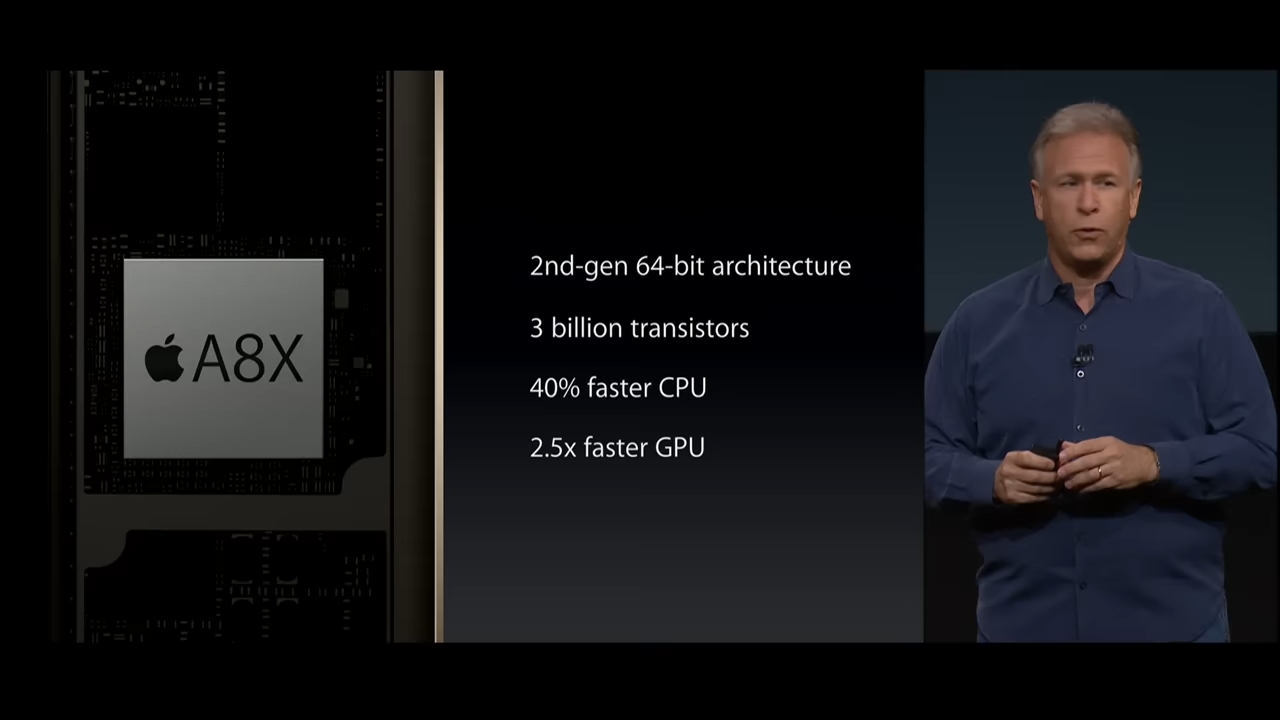 A8X
2nd-gen 64-bit architecture
3 billion transistors
40% faster CPU
2.5x faster GPU